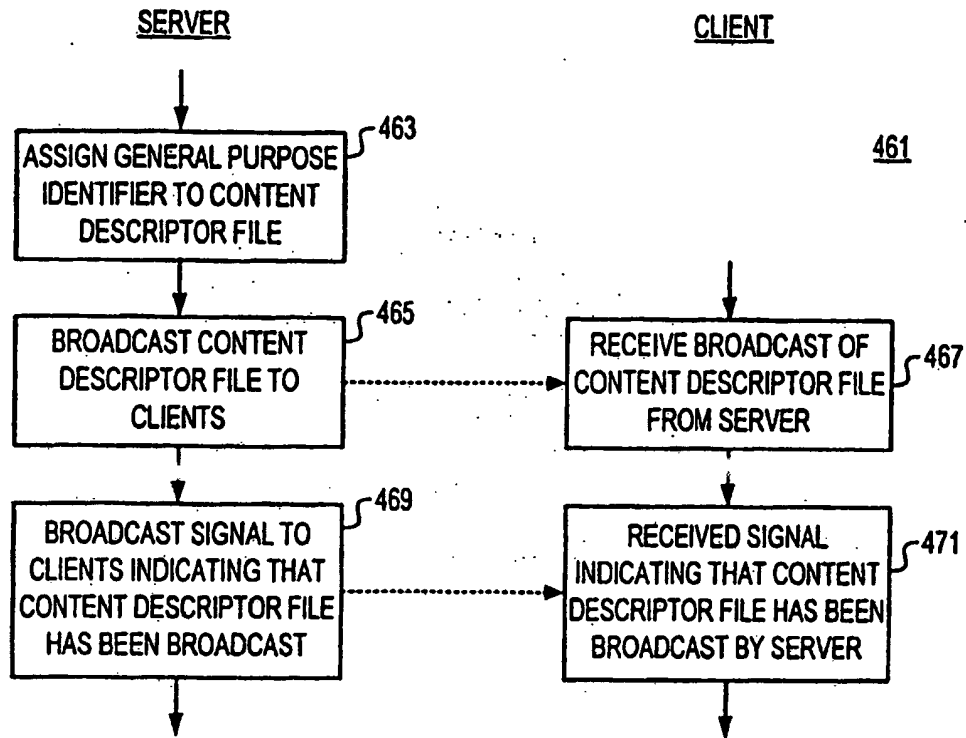 SERVER
CLIENT
461
463
ASSIGN GENERAL PURPOSE
IDENTIFIER TO CONTENT
DESCRIPTOR FILE
465
BROADCAST CONTENT
DESCRIPTOR FILE TO
CLIENTS
467
RECEIVE BROADCAST OF
CONTENT DESCRIPTOR FILE
FROM SERVER
469
BROADCAST SIGNAL TO
CLIENTS INDICATING THAT
CONTENT DESCRIPTOR FILE
HAS BEEN BROADCAST
471
RECEIVED SIGNAL
INDICATING THAT CONTENT
DESCRIPTOR FILE HAS BEEN
BROADCAST BY SERVER